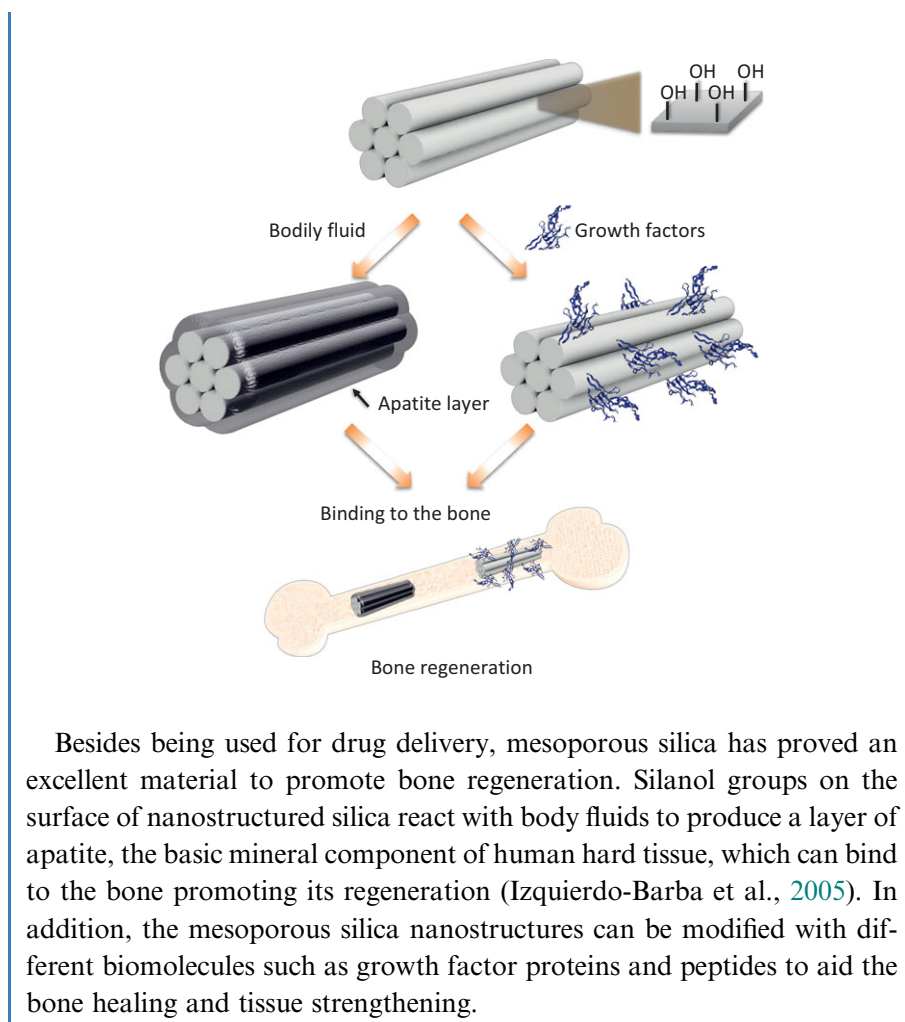 OH OH
OH OH
Bodily fluid
Growth factors
Apatite layer
Binding to the bone
Bone regeneration
Besides being used for drug delivery, mesoporous silica has proved an
excellent material to promote bone regeneration. Silanol groups on the
surface of nanostructured silica react with body fluids to produce a layer of
apatite, the basic mineral component of human hard tissue, which can bind
to the bone promoting its regeneration (Izquierdo-Barba et al., 2005). In
addition, the mesoporous silica nanostructures can be modified with dif-
ferent biomolecules such as growth factor proteins and peptides to aid the
bone healing and tissue strengthening.